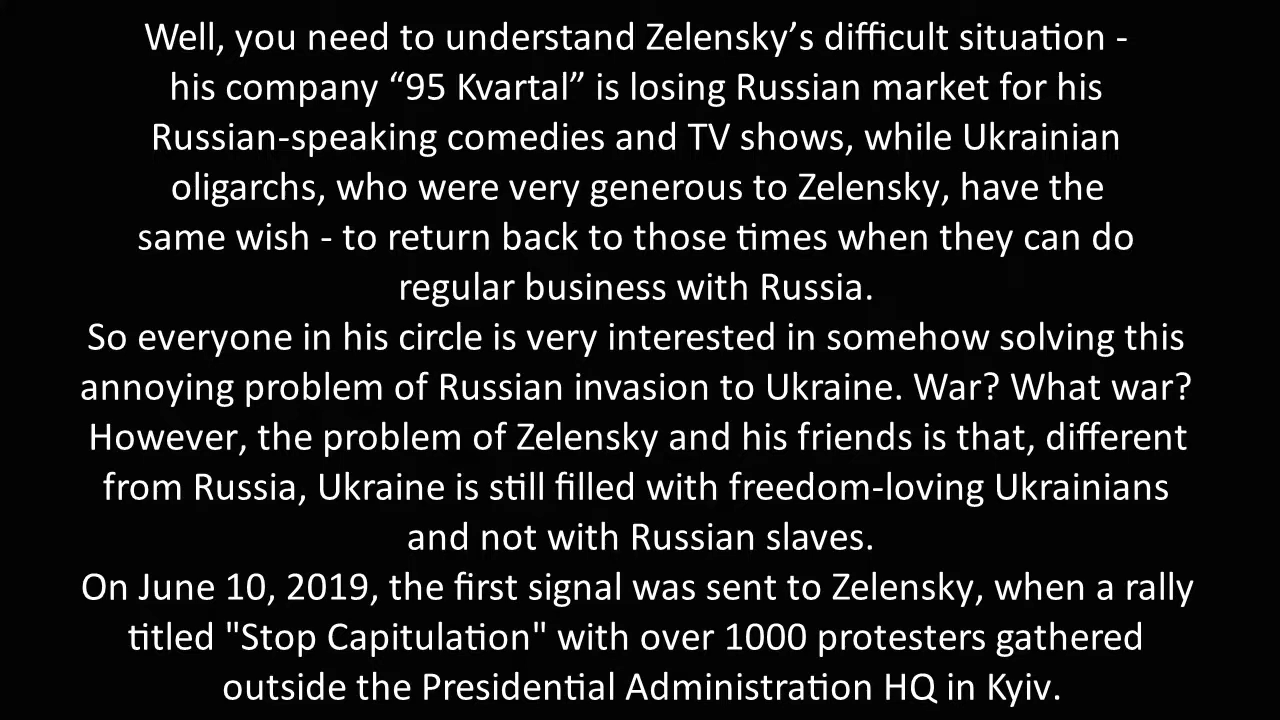 Well, you need to understand Zelensky’s difficult situation -
his company “95 Kvartal” is losing Russian market for his
Russian-speaking comedies and TV shows, while Ukrainian
oligarchs, who were very generous to Zelensky, have the
same wish - to return back to those times when they can do
regular business with Russia.
So everyone in his circle is very interested in somehow solving this
annoying problem of Russian invasion to Ukraine. War? What war?
However, the problem of Zelensky and his friends is that, different
from Russia, Ukraine is still filled with freedom-loving Ukrainians
and not with Russian slaves.
On June 10, 2019, the first signal was sent to Zelensky, when a rally
titled "Stop Capitulation" with over 1000 protesters gathered
outside the Presidential Administration HQ in Kyiv.